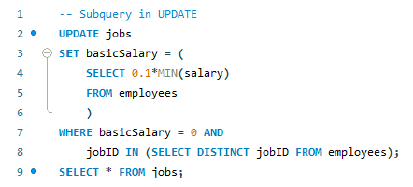 1 -- Subquery in UPDATE
2 UPDATE jobs
3 SET basicSalary = (
4 SELECT 0.1*MIN(salary)
5 FROM employees
6 )
7 WHERE basicSalary = 0 AND
8 jobID IN (SELECT DISTINCT jobID FROM employees);
9 SELECT * FROM jobs;